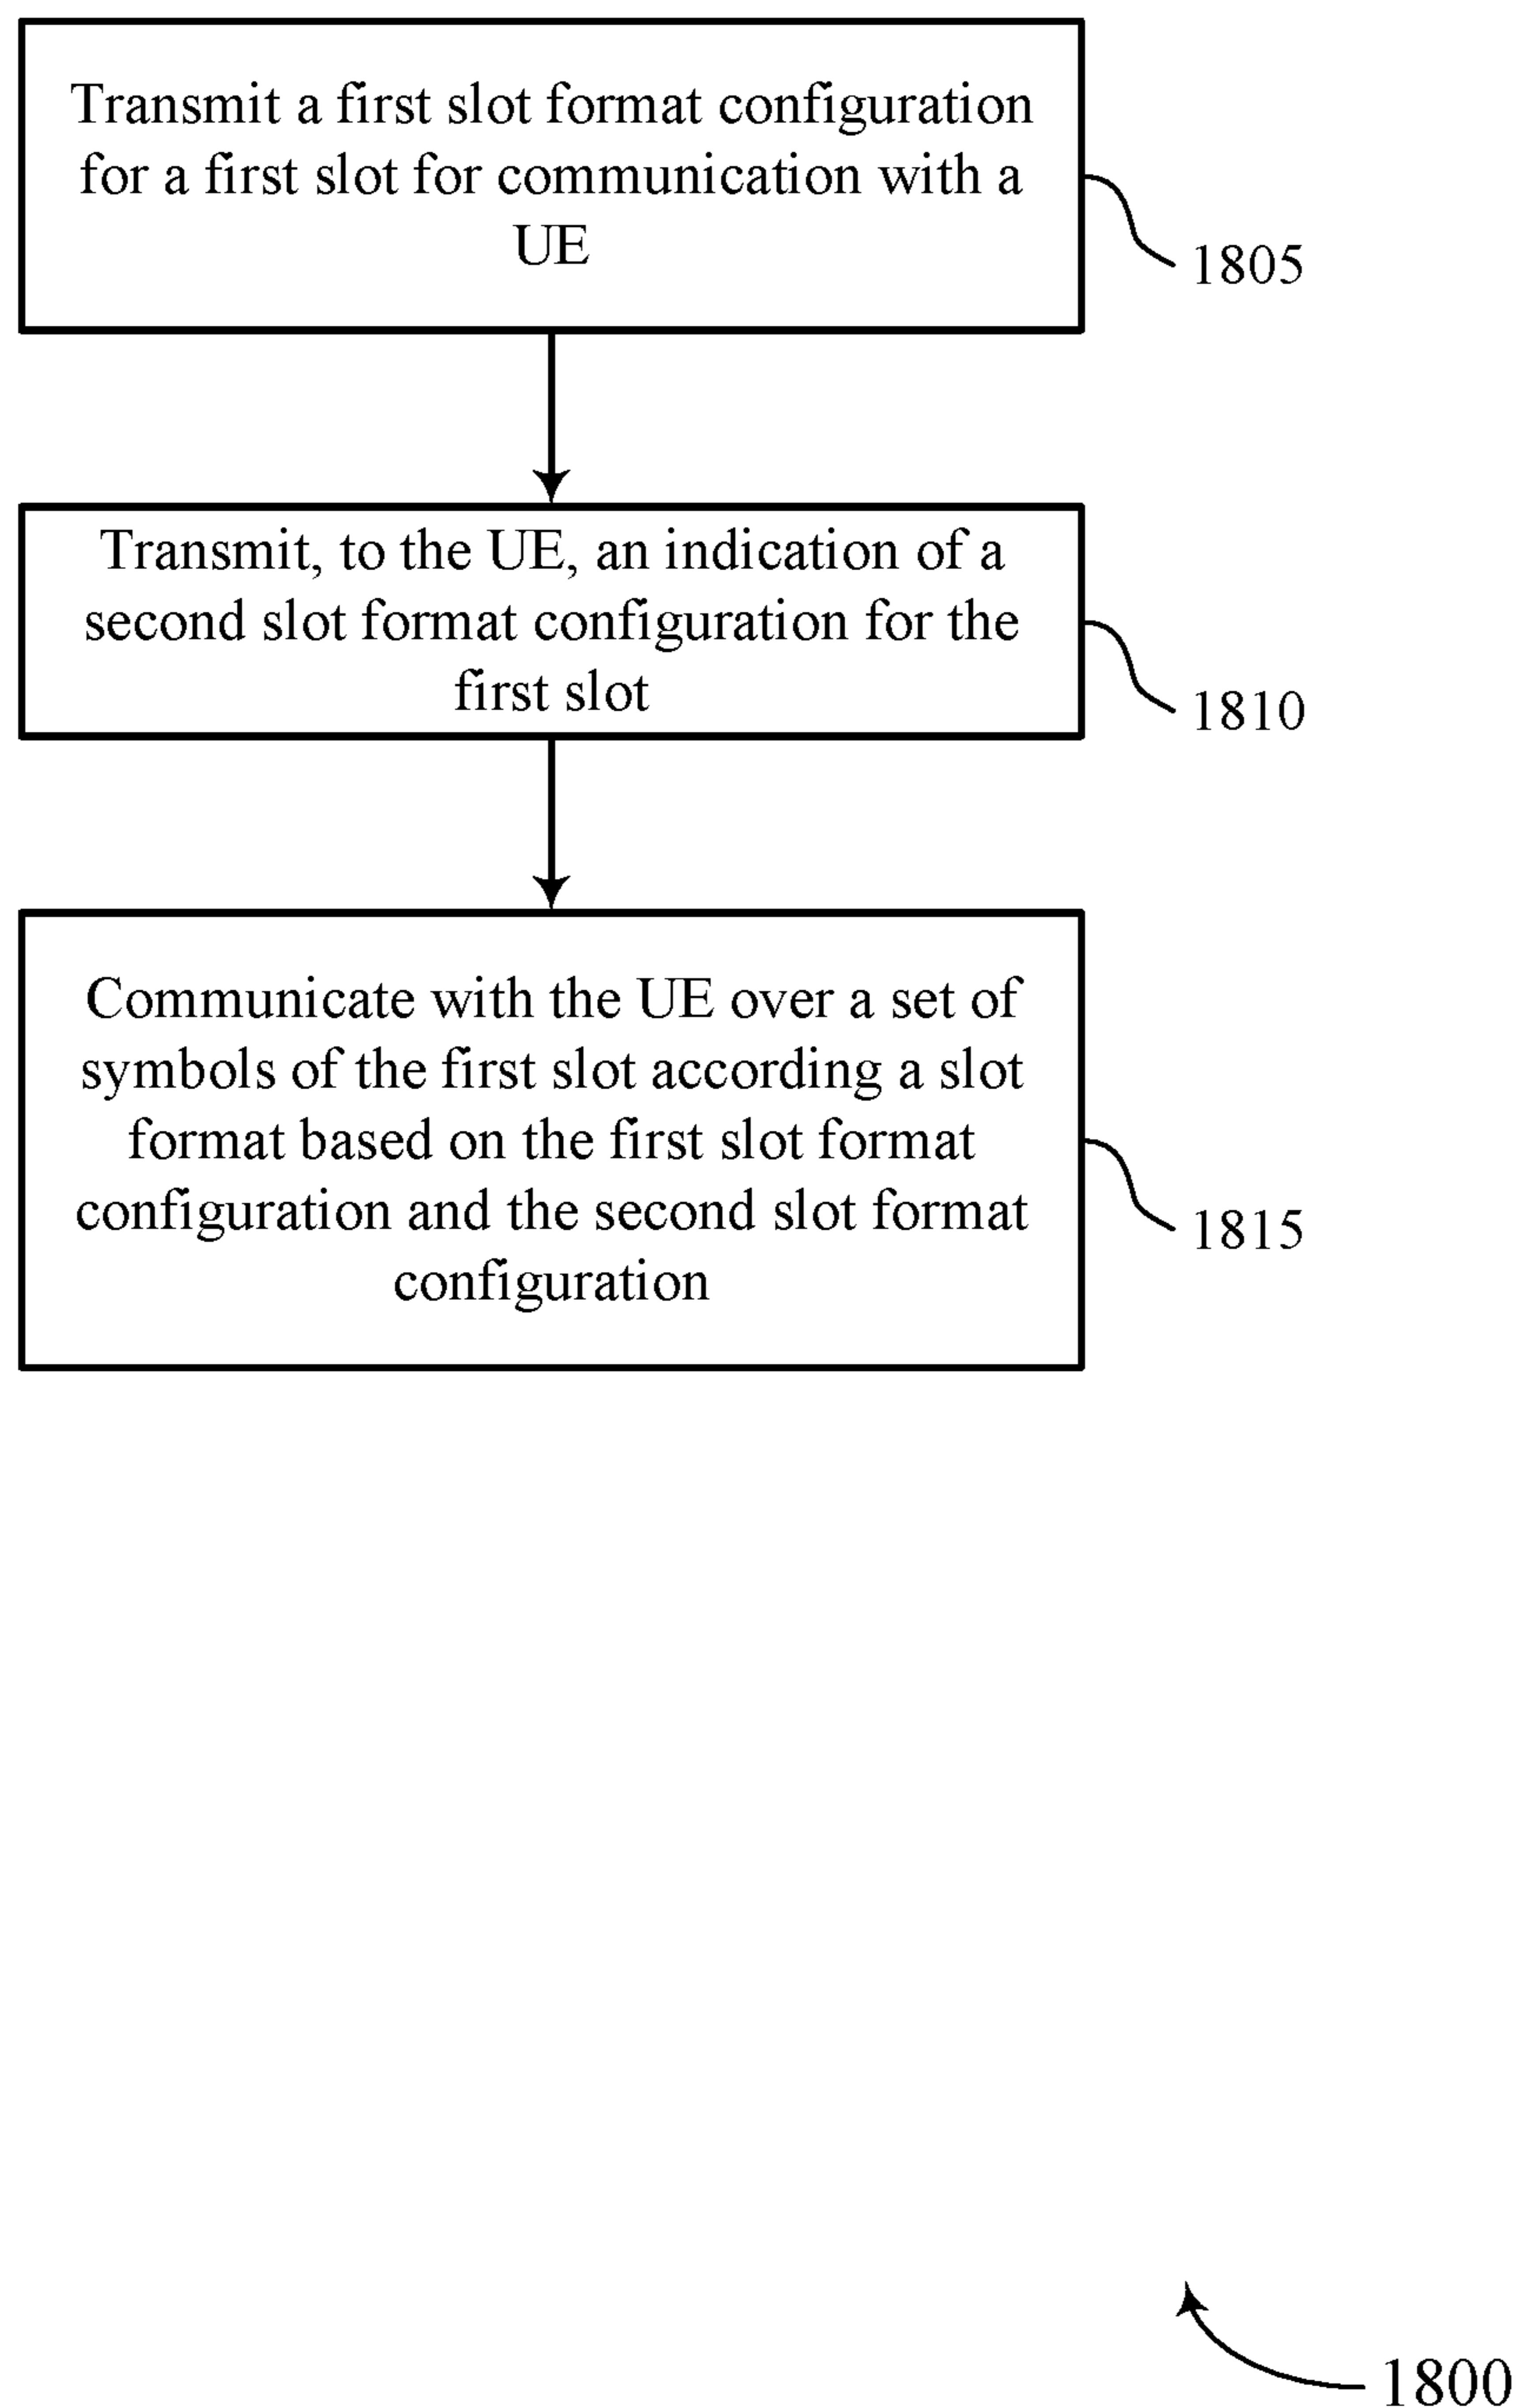 Transmit a first slot format configuration
for a first slot for communication with a
UE
1805
Transmit, to the UE, an indication of a
second slot format configuration for the
first slot
1810
Communicate with the UE over a set of
symbols of the first slot according a slot
format based on the first slot format
configuration and the second slot format
configuration
1815
1800